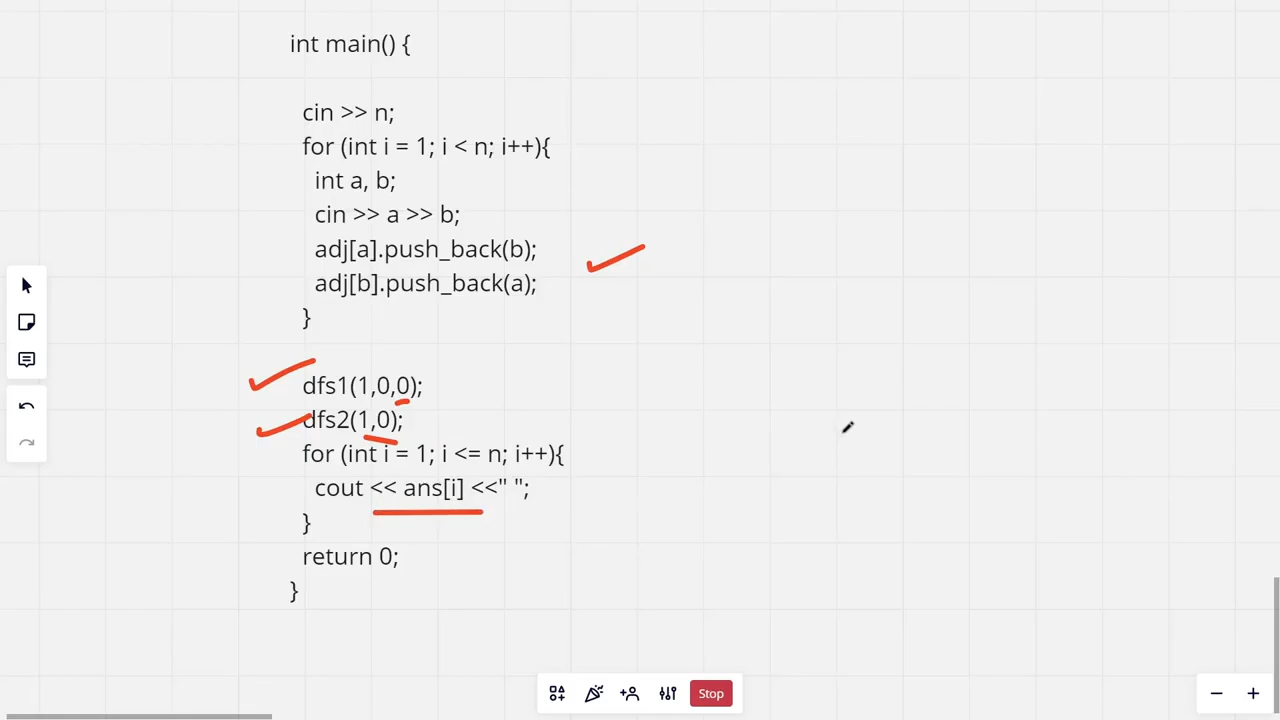 int main() {
cin >> n;
for (int i = 1; i < n; i++){
int a, b;
cin >> a >> b;
adj[a].push_back(b);
adj[b].push_back(a);
}
dfs1(1,0,0);
dfs2(1,0);
for (int i = 1; i <= n; i++){
cout << ans[i] <<" ";
}
return 0;
}
Stop